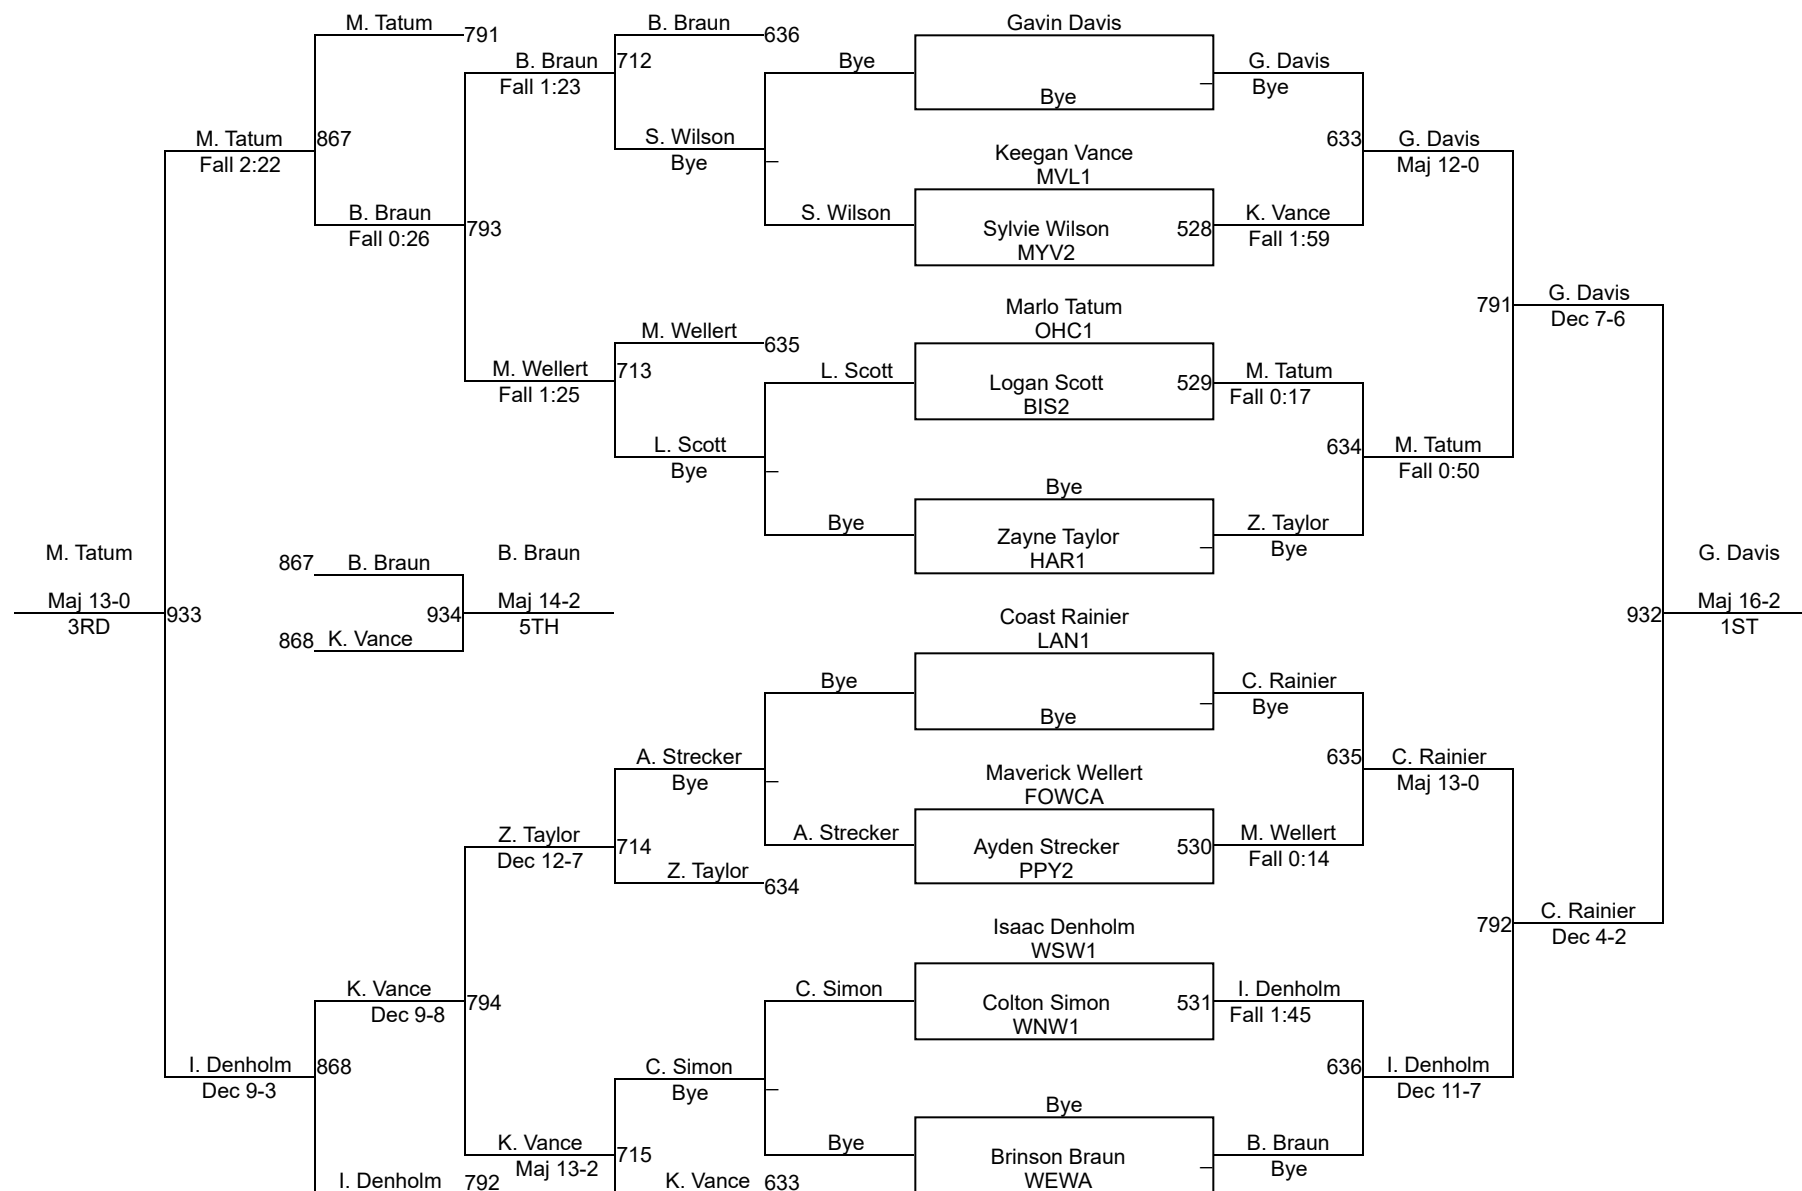 M. Tatum
791
B. Braun
636
Gavin Davis
B. Braun
712
Bye
G. Davis
Fall 1:23
Bye
Bye
M. Tatum
867
S. Wilson
633
G. Davis
Fall 2:22
Bye
Keegan Vance
Maj 12-0
MVL1
B. Braun
793
S. Wilson
Sylvie Wilson
528
K. Vance
Fall 0:26
MYV2
Fall 1:59
Marlo Tatum
791
G. Davis
OHC1
Dec 7-6
M. Wellert
635
M. Wellert
713
L. Scott
Logan Scott
529
M. Tatum
Fall 1:25
BIS2
Fall 0:17
L. Scott
634
M. Tatum
Bye
Fall 0:50
Bye
Bye
Zayne Taylor
Z. Taylor
HAR1
Bye
M. Tatum
867
B. Braun
B. Braun
G. Davis
Maj 13-0
933
934
Maj 14-2
932
Maj 16-2
3RD
5TH
1ST
868
K. Vance
Coast Rainier
LAN1
Bye
C. Rainier
Bye
Bye
A. Strecker
635
C. Rainier
Bye
Maverick Wellert
Maj 13-0
FOWCA
Z. Taylor
714
A. Strecker
Ayden Strecker
530
M. Wellert
Dec 12-7
PPY2
Fall 0:14
Z. Taylor
634
Isaac Denholm
792
C. Rainier
WSW1
Dec 4-2
K. Vance
794
C. Simon
Colton Simon
531
I. Denholm
Dec 9-8
WNW1
Fall 1:45
I. Denholm
868
C. Simon
636
I. Denholm
Dec 9-3
Bye
Dec 11-7
Bye
K. Vance
715
Bye
Brinson Braun
B. Braun
Maj 13-2
WEWA
Bye
I. Denholm
792
K. Vance
633